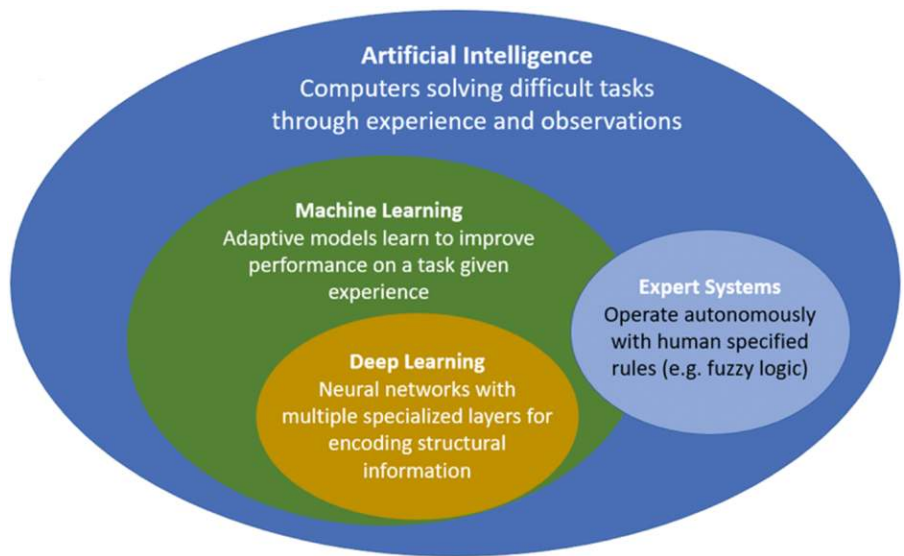 Artificial Intelligence
Computers solving difficult tasks
through experience and observations
Machine Learning
Adaptive models learn to improve
performance on a task given
experience
Expert Systems
Operate autonomously
with human specified
rules (e.g. fuzzy logic)
Deep Learning
Neural networks with
multiple specialized layers for
encoding structural
information